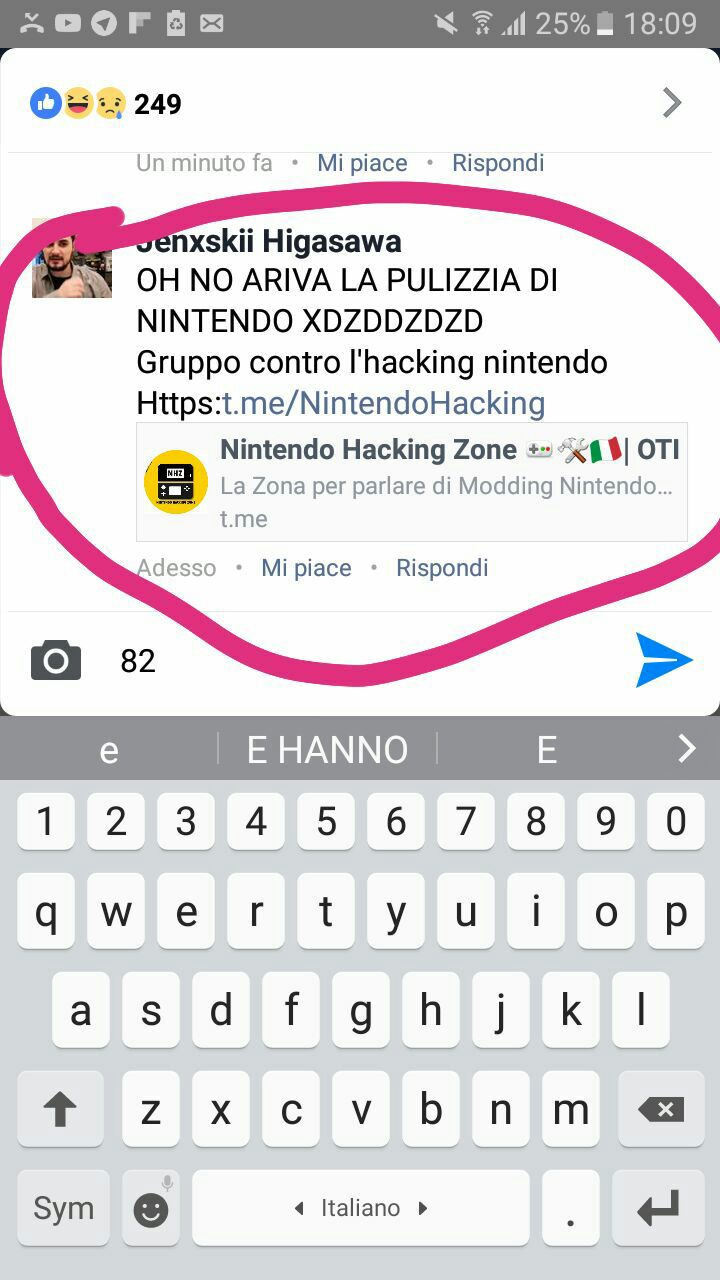 25% 18:09
249
Un minuto fa • Mi piace • Rispondi
Jenxskii Higasawa
OH NO ARIVA LA PULIZZIA DI
NINTENDO XDZDDZDZD
Gruppo contro l'hacking nintendo
Https:t.me/NintendoHacking
NHZ
Nintendo Hacking Zone 🎮🛠🇮🇹| OTI
La Zona per parlare di Modding Nintendo...
t.me
Adesso • Mi piace • Rispondi
82
e E HANNO E
1 2 3 4 5 6 7 8 9 0
q w e r t y u i o p
a s d f g h j k l
z x c v b n m
Sym Italiano .